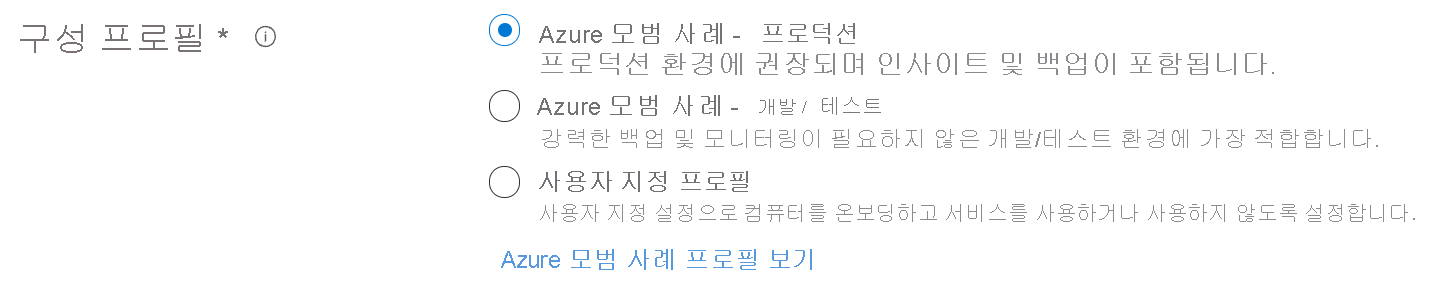 구성 프로필 *
Azure 모범 사례 - 프로덕션
프로덕션 환경에 권장되며 인사이트 및 백업이 포함됩니다.
Azure 모범 사례 - 개발 / 테스트
강력한 백업 및 모니터링이 필요하지 않은 개발/테스트 환경에 가장 적합합니다.
사용자 지정 프로필
사용자 지정 설정으로 컴퓨터를 온보딩하고 서비스를 사용하거나 사용하지 않도록 설정합니다.
Azure 모범 사례 프로필 보기